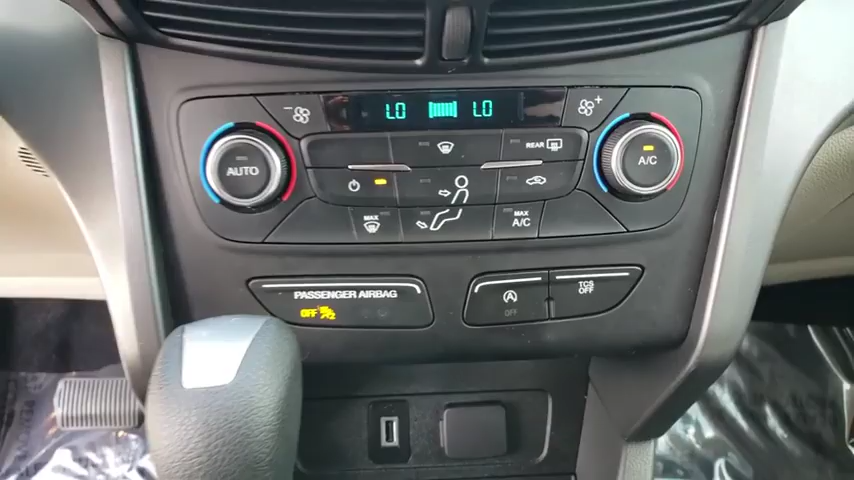 LO LO
AUTO
REAR
A/C
MAX
MAX
A/C
PASSENGER AIRBAG
OFF
OFF
TCS
OFF